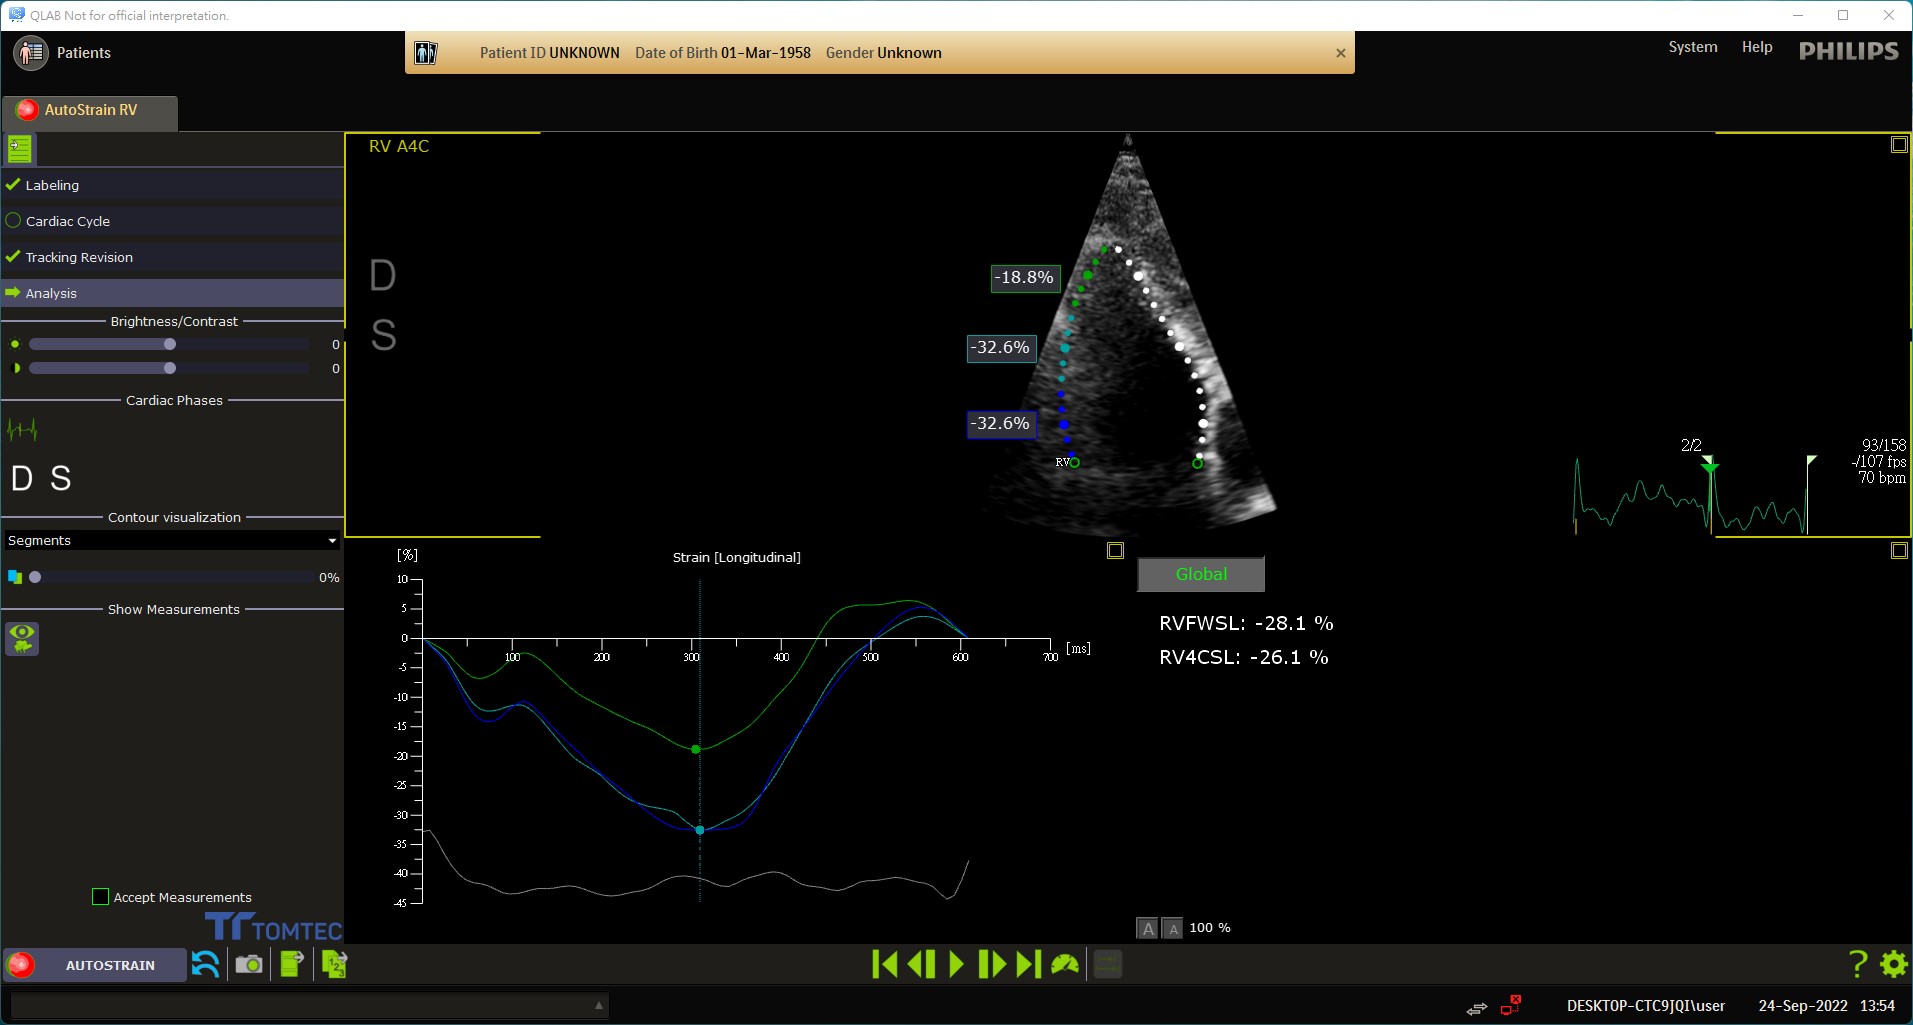 QLAB Not for official interpretation.
Patients
Patient ID UNKNOWN Date of Birth 01-Mar-1958 Gender Unknown
System Help PHILIPS
AutoStrain RV
Labeling
Cardiac Cycle
Tracking Revision
Analysis
Brightness/Contrast
0
0
Cardiac Phases
D S
Contour visualization
Segments
0%
Show Measurements
Accept Measurements
TOMTEC
RV A4C
D
S
-18.8%
-32.6%
-32.6%
RV
2/2
93/158
-/107 fps
70 bpm
[%]
Strain [Longitudinal]
10
5
0
-5
-10
-15
-20
-25
-30
-35
-40
-45
100 200 300 400 500 600 700 [ms]
Global
RVFWSL: -28.1 %
RV4CSL: -26.1 %
A A 100 %
AUTOSTRAIN
1 2 3
?
DESKTOP-CTC9JQI\user 24-Sep-2022 13:54